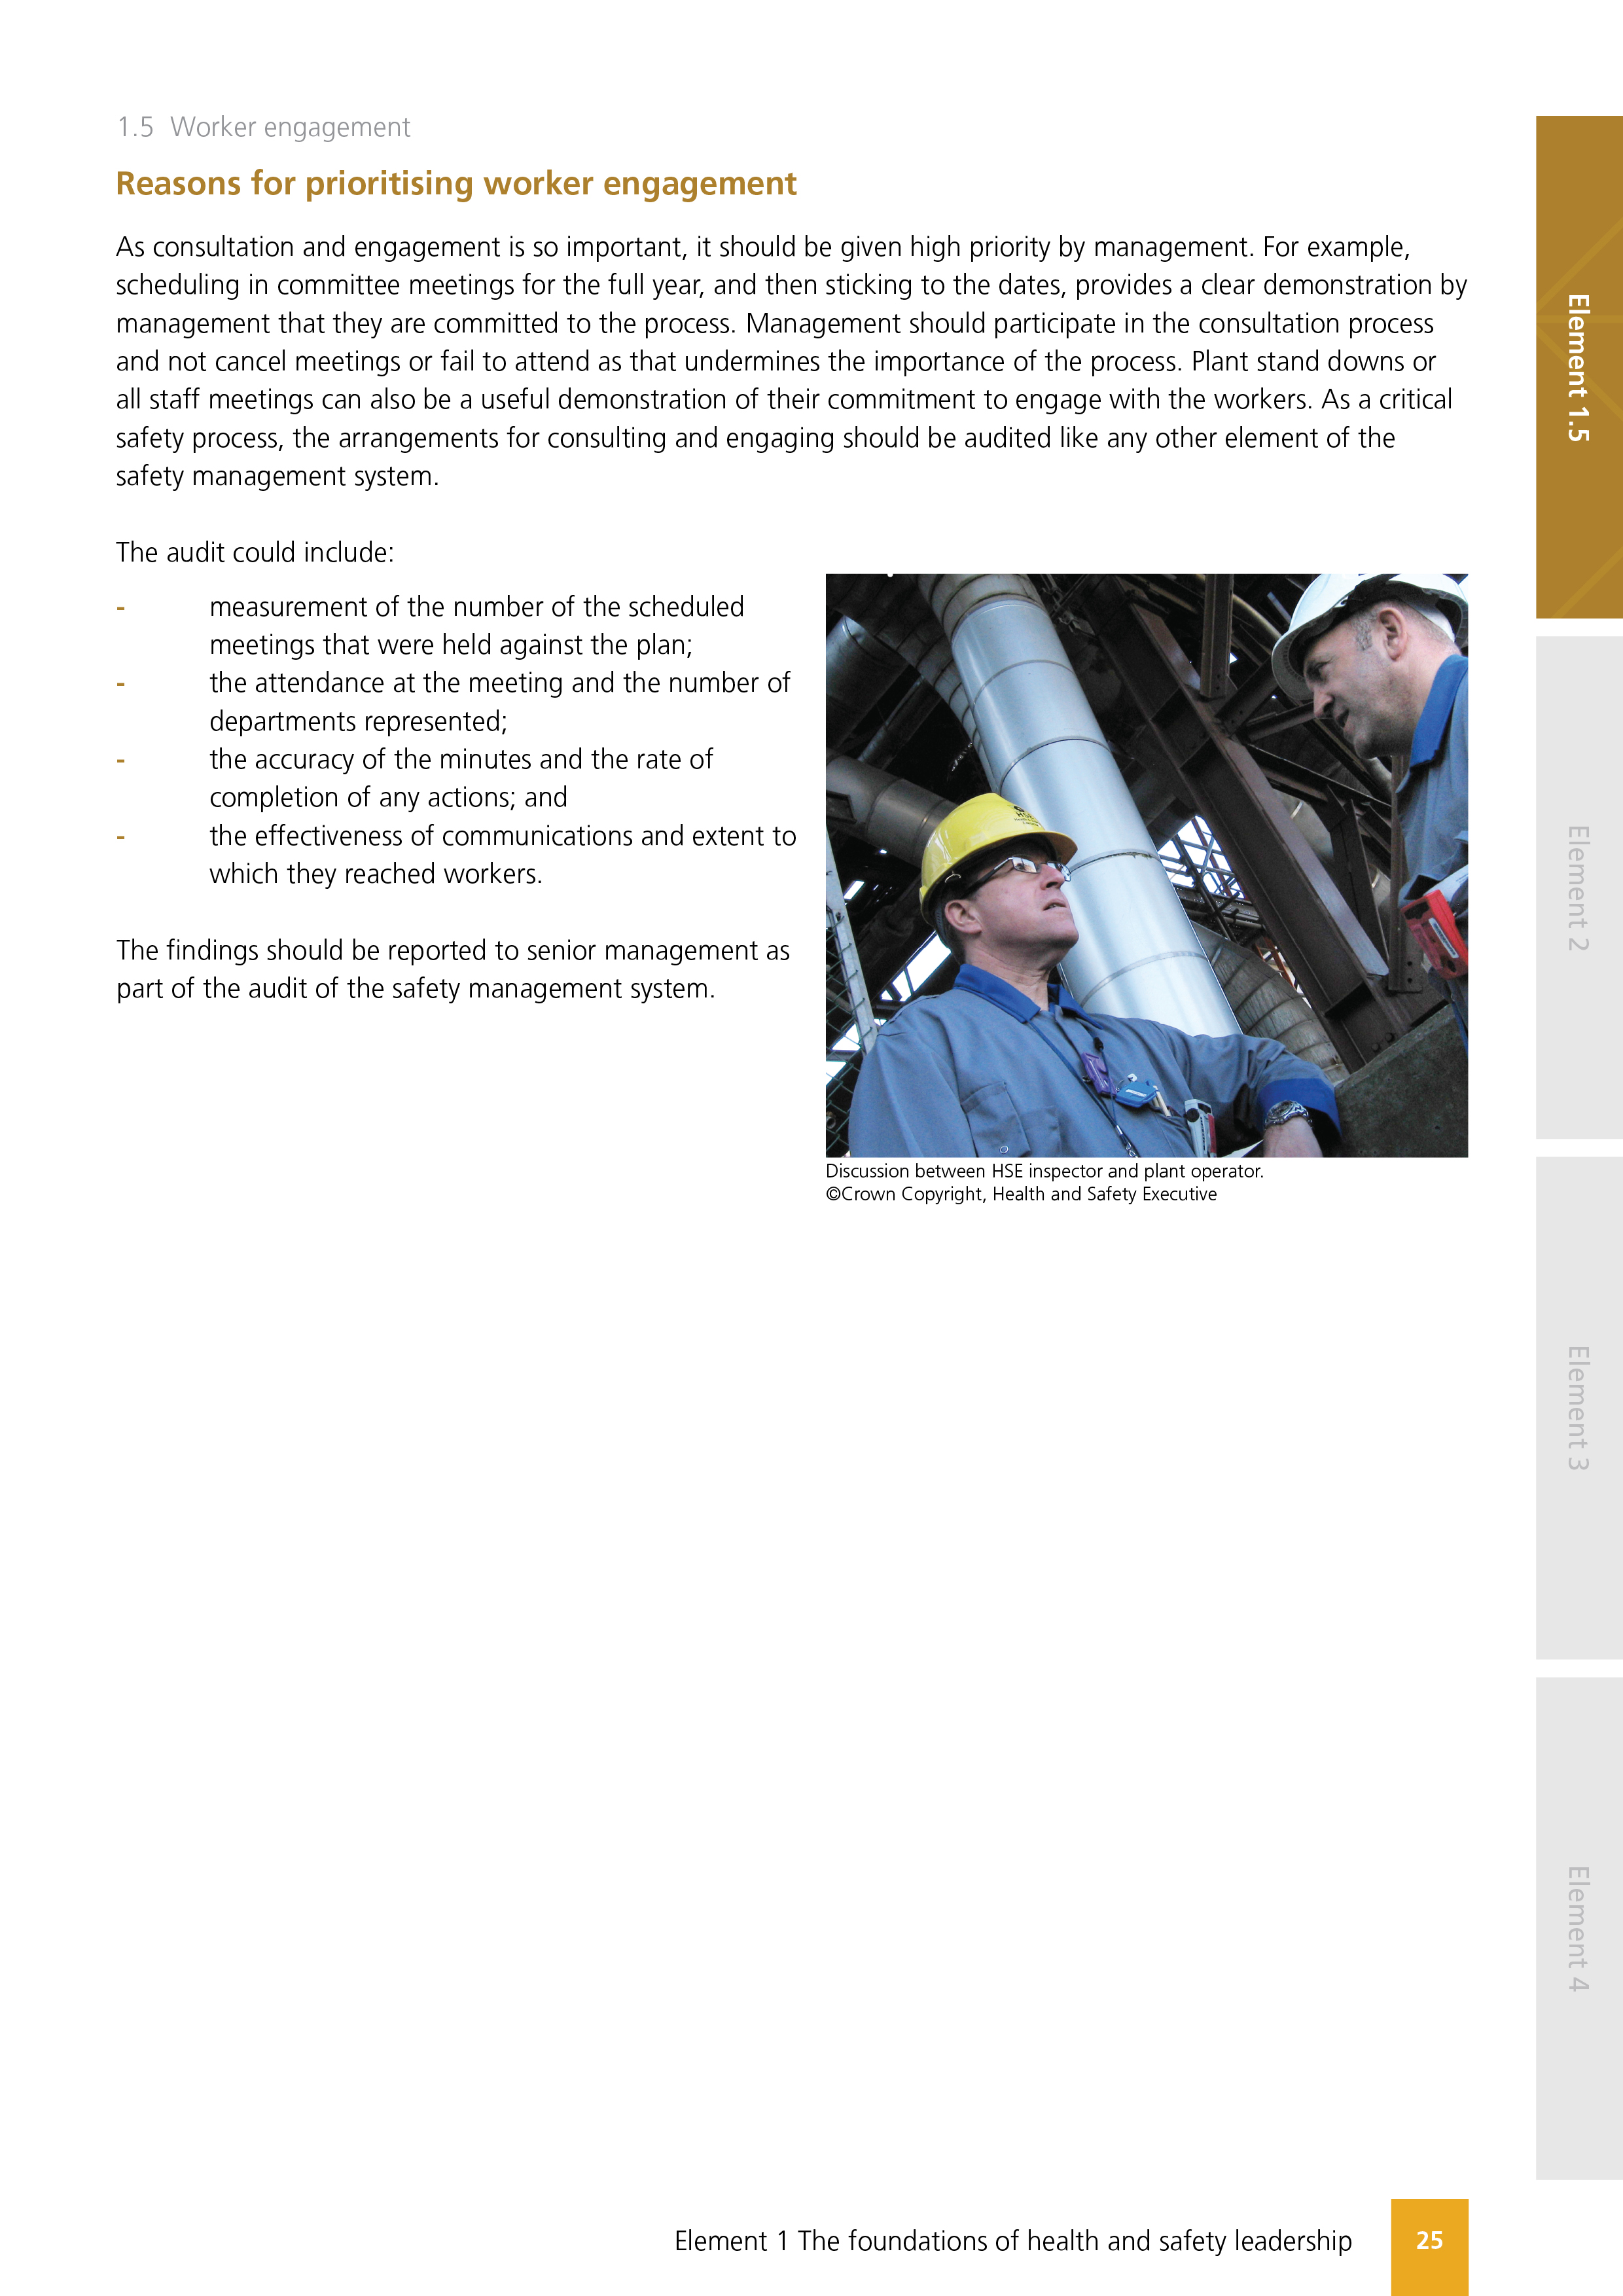 1.5 Worker engagement
Reasons for prioritising worker engagement
As consultation and engagement is so important, it should be given high priority by management. For example,
scheduling in committee meetings for the full year, and then sticking to the dates, provides a clear demonstration by
management that they are committed to the process. Management should participate in the consultation process
and not cancel meetings or fail to attend as that undermines the importance of the process. Plant stand downs or
all staff meetings can also be a useful demonstration of their commitment to engage with the workers. As a critical
safety process, the arrangements for consulting and engaging should be audited like any other element of the
safety management system.
The audit could include:
- measurement of the number of the scheduled
meetings that were held against the plan;
- the attendance at the meeting and the number of
departments represented;
- the accuracy of the minutes and the rate of
completion of any actions; and
- the effectiveness of communications and extent to
which they reached workers.
The findings should be reported to senior management as
part of the audit of the safety management system.
Discussion between HSE inspector and plant operator.
©Crown Copyright, Health and Safety Executive
Element 1.5
Element 2
Element 3
Element 4
Element 1 The foundations of health and safety leadership
25